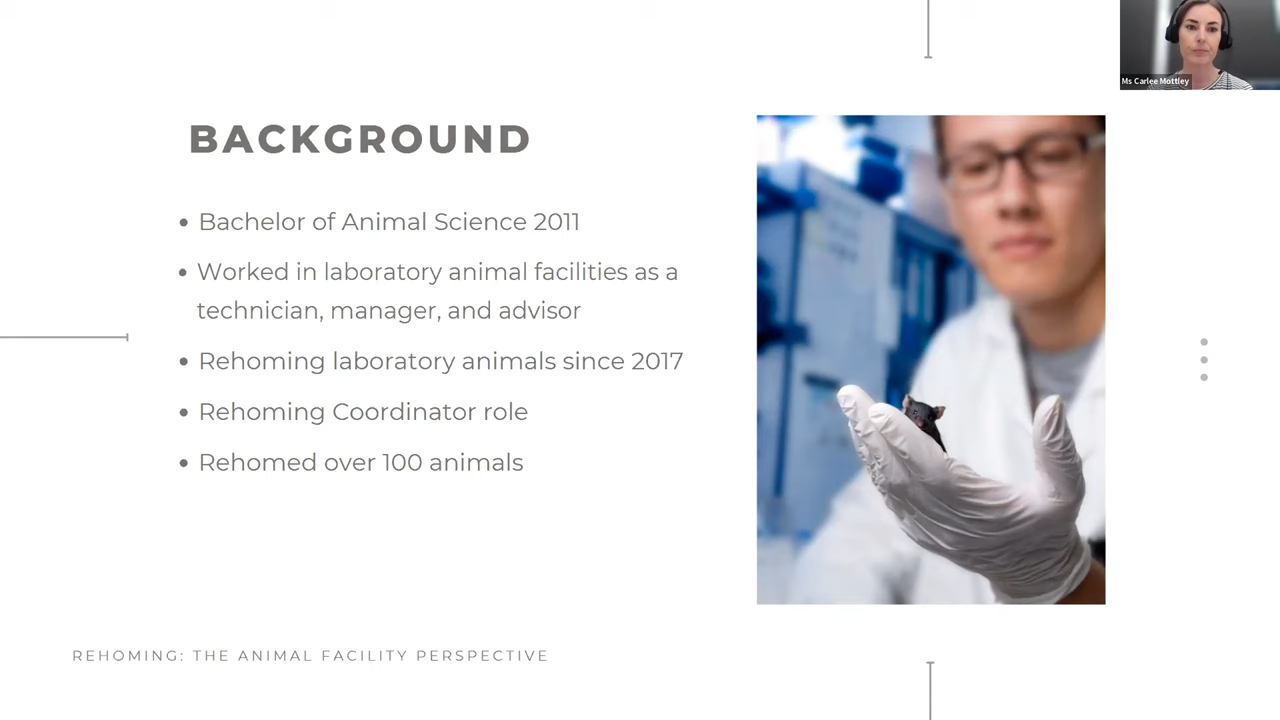 Ms Carlee Mottley
BACKGROUND
• Bachelor of Animal Science 2011
• Worked in laboratory animal facilities as a
technician, manager, and advisor
• Rehoming laboratory animals since 2017
• Rehoming Coordinator role
• Rehomed over 100 animals
REHOMING: THE ANIMAL FACILITY PERSPECTIVE